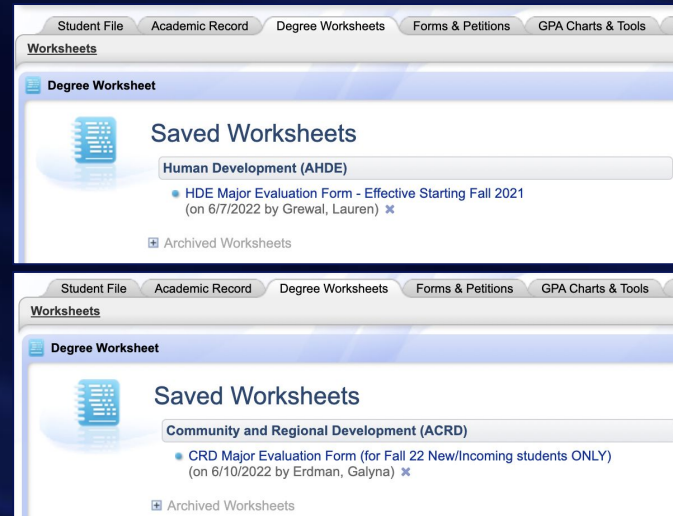 Student File Academic Record Degree Worksheets Forms & Petitions GPA Charts & Tools
Worksheets
Degree Worksheet
Saved Worksheets
Human Development (AHDE)
HDE Major Evaluation Form - Effective Starting Fall 2021
(on 6/7/2022 by Grewal, Lauren)
Archived Worksheets
Student File Academic Record Degree Worksheets Forms & Petitions GPA Charts & Tools
Worksheets
Degree Worksheet
Saved Worksheets
Community and Regional Development (ACRD)
CRD Major Evaluation Form (for Fall 22 New/Incoming students ONLY)
(on 6/10/2022 by Erdman, Galyna)
Archived Worksheets